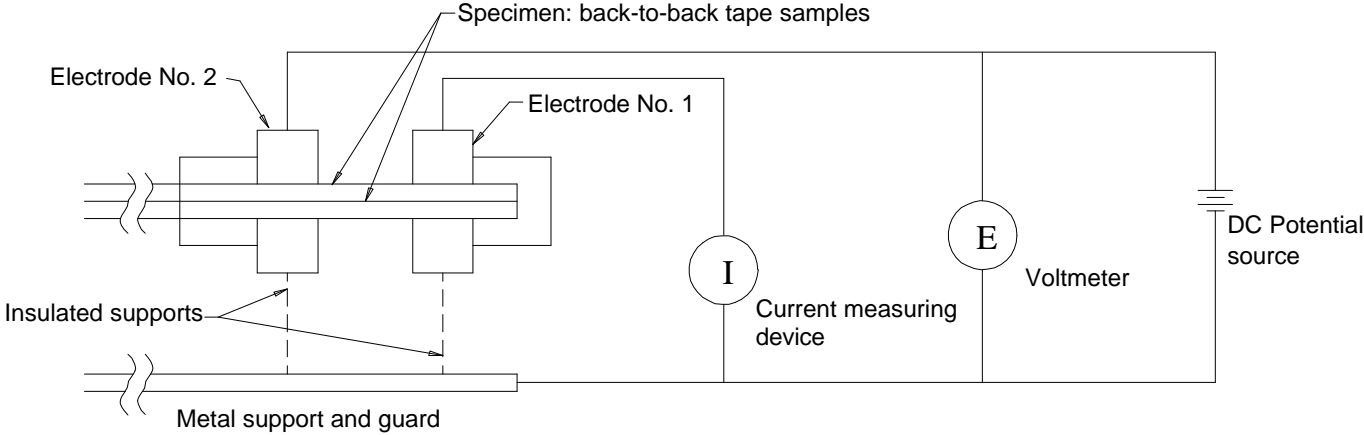 Specimen: back-to-back tape samples
Electrode No. 2
Electrode No. 1
E
DC Potential
source
I
Voltmeter
Insulated supports
Current measuring
device
Metal support and guard